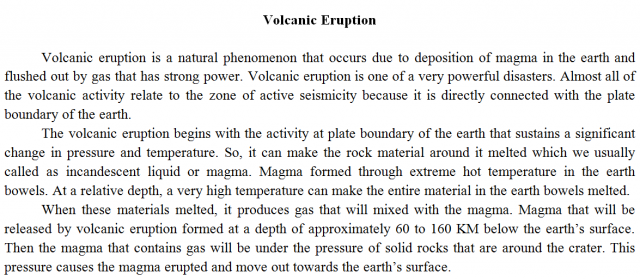 Volcanic Eruption
Volcanic eruption is a natural phenomenon that occurs due to deposition of magma in the earth and
flushed out by gas that has strong power. Volcanic eruption is one of a very powerful disasters. Almost all of
the volcanic activity relate to the zone of active seismicity because it is directly connected with the plate
boundary of the earth.
The volcanic eruption begins with the activity at plate boundary of the earth that sustains a significant
change in pressure and temperature. So, it can make the rock material around it melted which we usually
called as incandescent liquid or magma. Magma formed through extreme hot temperature in the earth
bowels. At a relative depth, a very high temperature can make the entire material in the earth bowels melted.
When these materials melted, it produces gas that will mixed with the magma. Magma that will be
released by volcanic eruption formed at a depth of approximately 60 to 160 KM below the earth's surface.
Then the magma that contains gas will be under the pressure of solid rocks that are around the crater. This
pressure causes the magma erupted and move out towards the earth's surface.